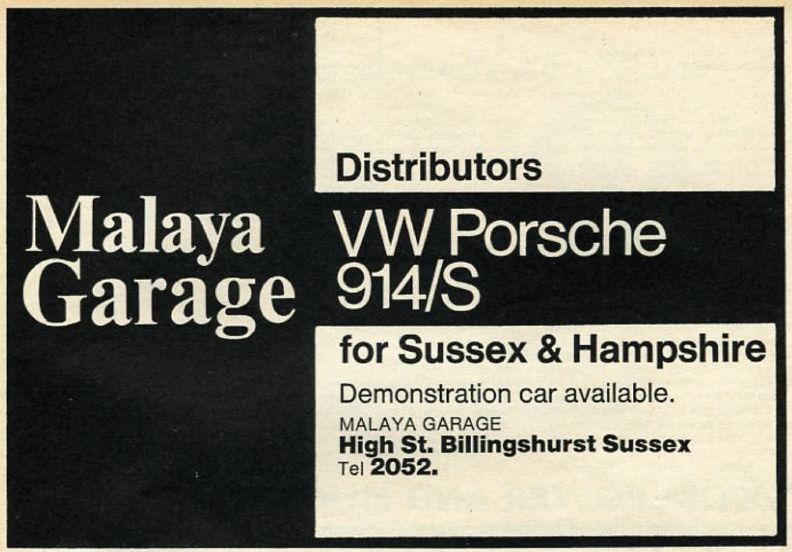 Malaya
Garage
Distributors
VW Porsche
914/S
for Sussex & Hampshire
Demonstration car available.
MALAYA GARAGE
High St. Billingshurst Sussex
Tel 2052.